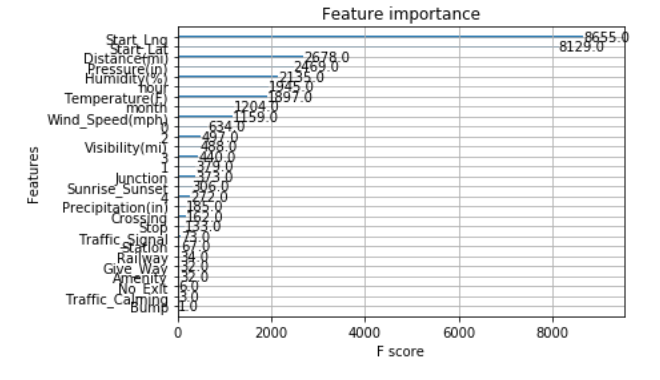 Feature importance
Start_Lng 8655.0
Start_Lat 8129.0
Distance(mi) 2678.0
Pressure(in) 2469.0
Humidity(%) 2135.0
hour 1945.0
Temperature(F) 1897.0
month 1204.0
Wind_Speed(mph) 1159.0
0 634.0
2 497.0
Visibility(mi) 488.0
3 440.0
1 379.0
Junction 373.0
Sunrise_Sunset 306.0
4 272.0
Precipitation(in) 185.0
Crossing 162.0
Stop 133.0
Traffic_Signal 73.0
Station 67.0
Railway 34.0
Give_Way 32.0
Amenity 32.0
No_Exit 6.0
Traffic_Calming 3.0
Bump 1.0
Features
0 2000 4000 6000 8000
F score